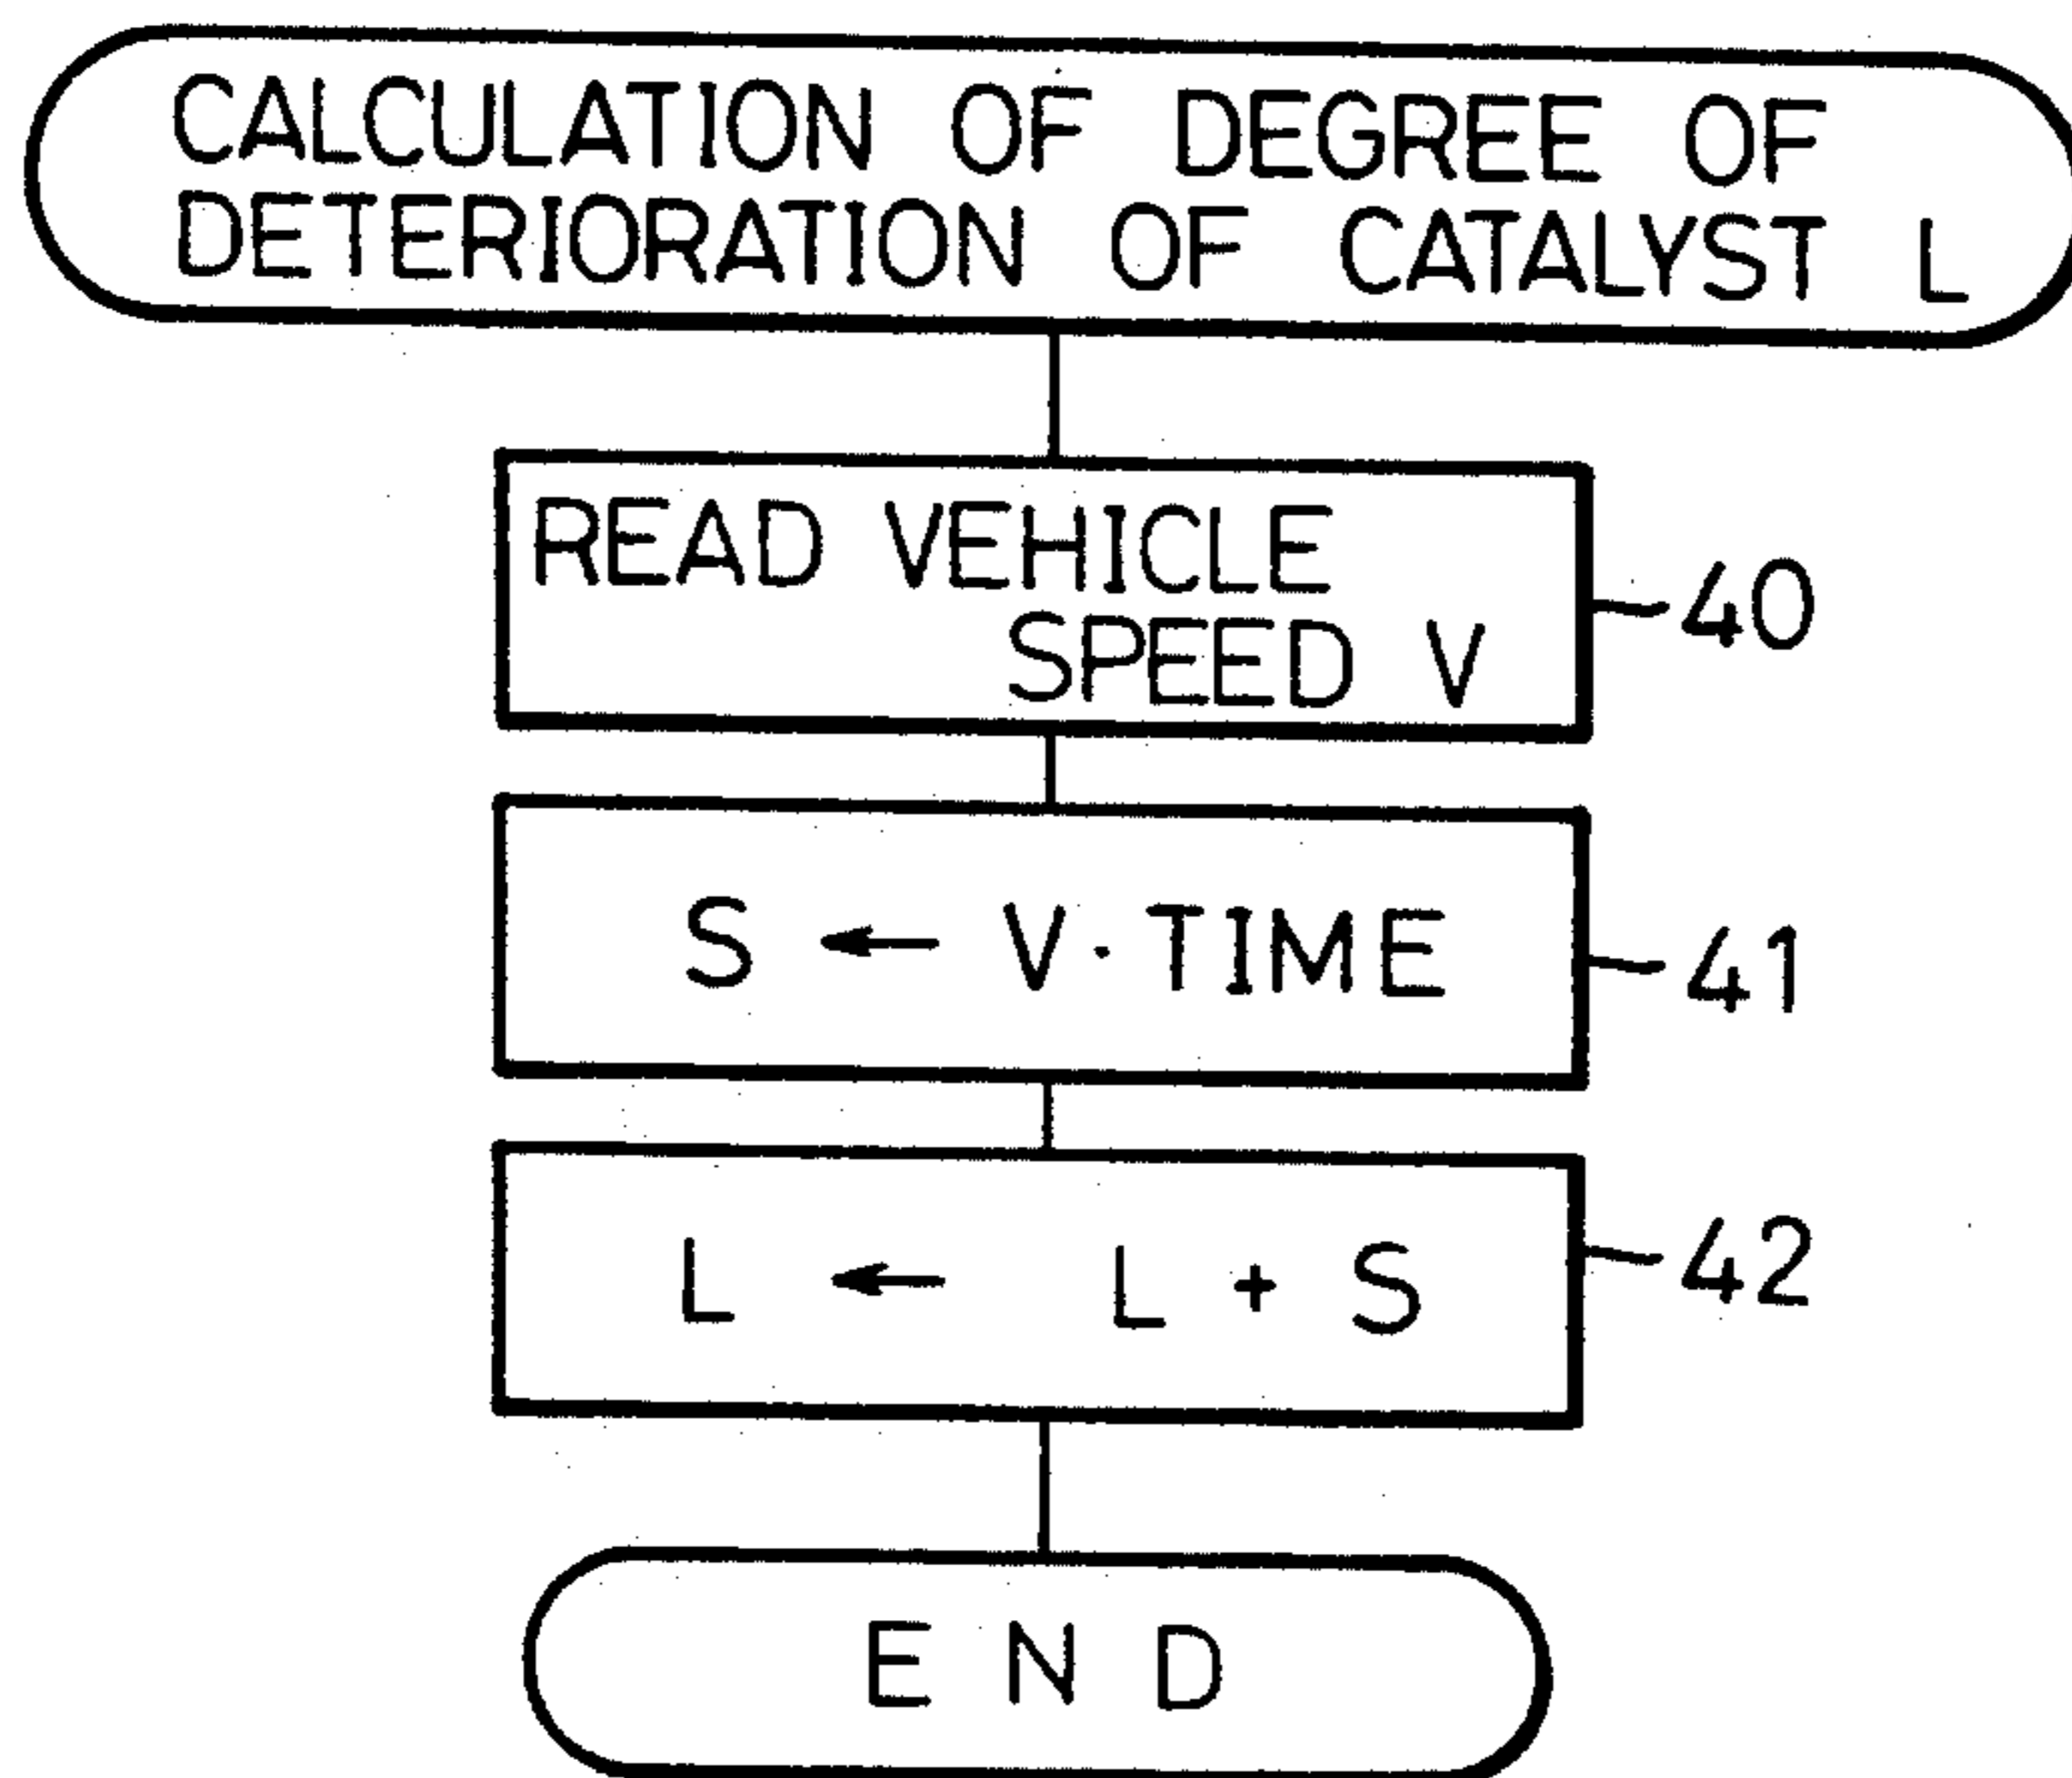 CALCULATION OF DEGREE OF
DETERIORATION OF CATALYST L
READ VEHICLE
SPEED V
40
S ← V·TIME
41
L ← L + S
42
END